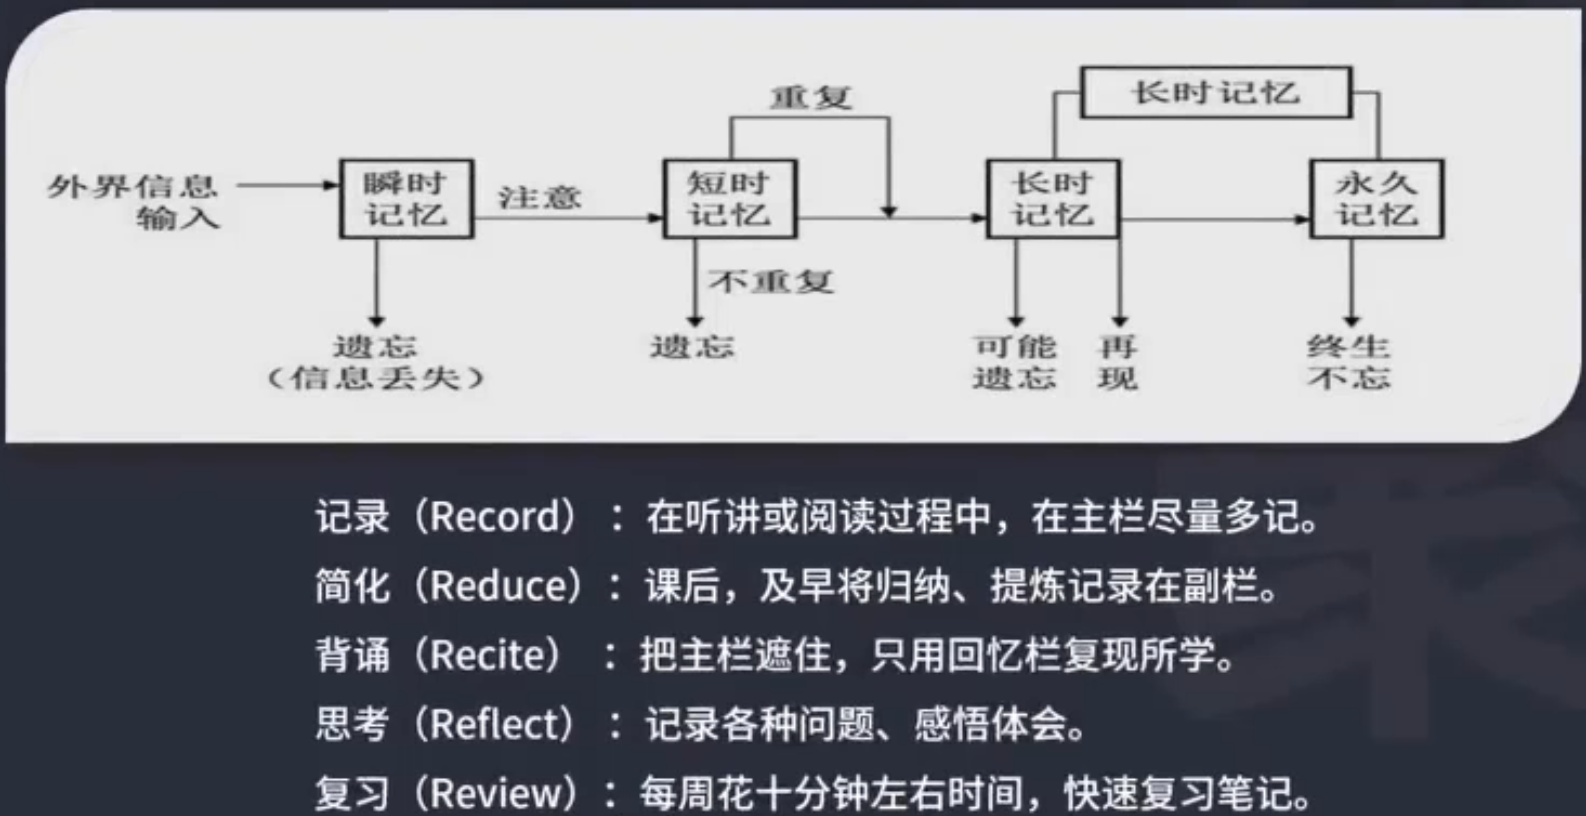 长时记忆
重复
外界信息
输入
瞬时
记忆
注意
短时
记忆
长时
记忆
永久
记忆
不重复
遗忘
（信息丢失）
遗忘
可能
遗忘
再
现
终生
不忘
记录（Record）：在听讲或阅读过程中，在主栏尽量多记。
简化（Reduce）：课后，及早将归纳、提炼记录在副栏。
背诵（Recite）：把主栏遮住，只用回忆栏复现所学。
思考（Reflect）：记录各种问题、感悟体会。
复习（Review）：每周花十分钟左右时间，快速复习笔记。